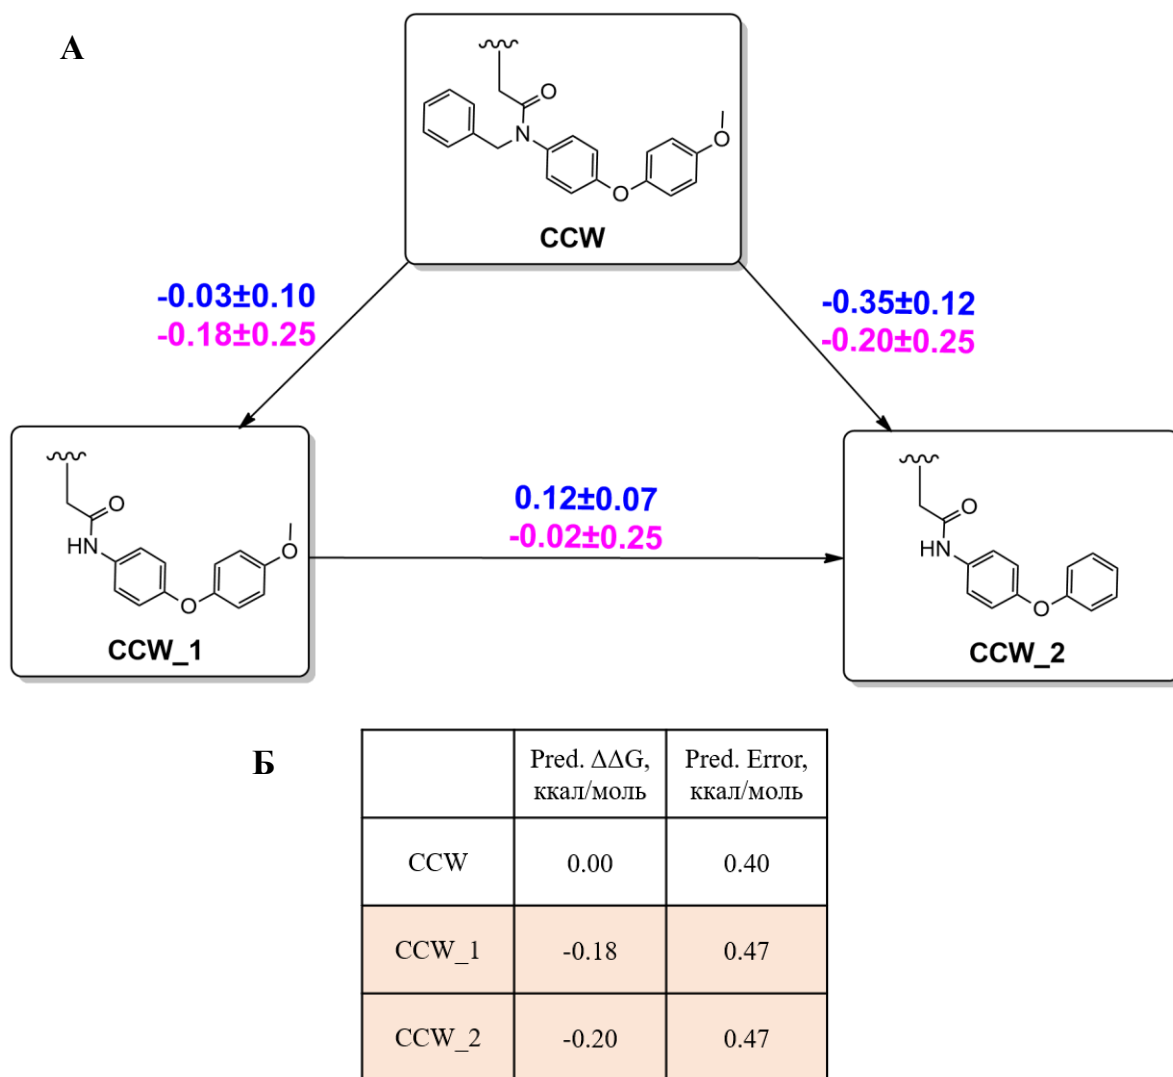 А
O
N
O
O
CCW
-0.03±0.10
-0.18±0.25
-0.35±0.12
-0.20±0.25
O
HN
O
O
CCW_1
0.12±0.07
-0.02±0.25
O
HN
O
CCW_2
Б
Pred. ΔΔG,
ккал/моль
Pred. Error,
ккал/моль
CCW 0.00 0.40
CCW_1 -0.18 0.47
CCW_2 -0.20 0.47